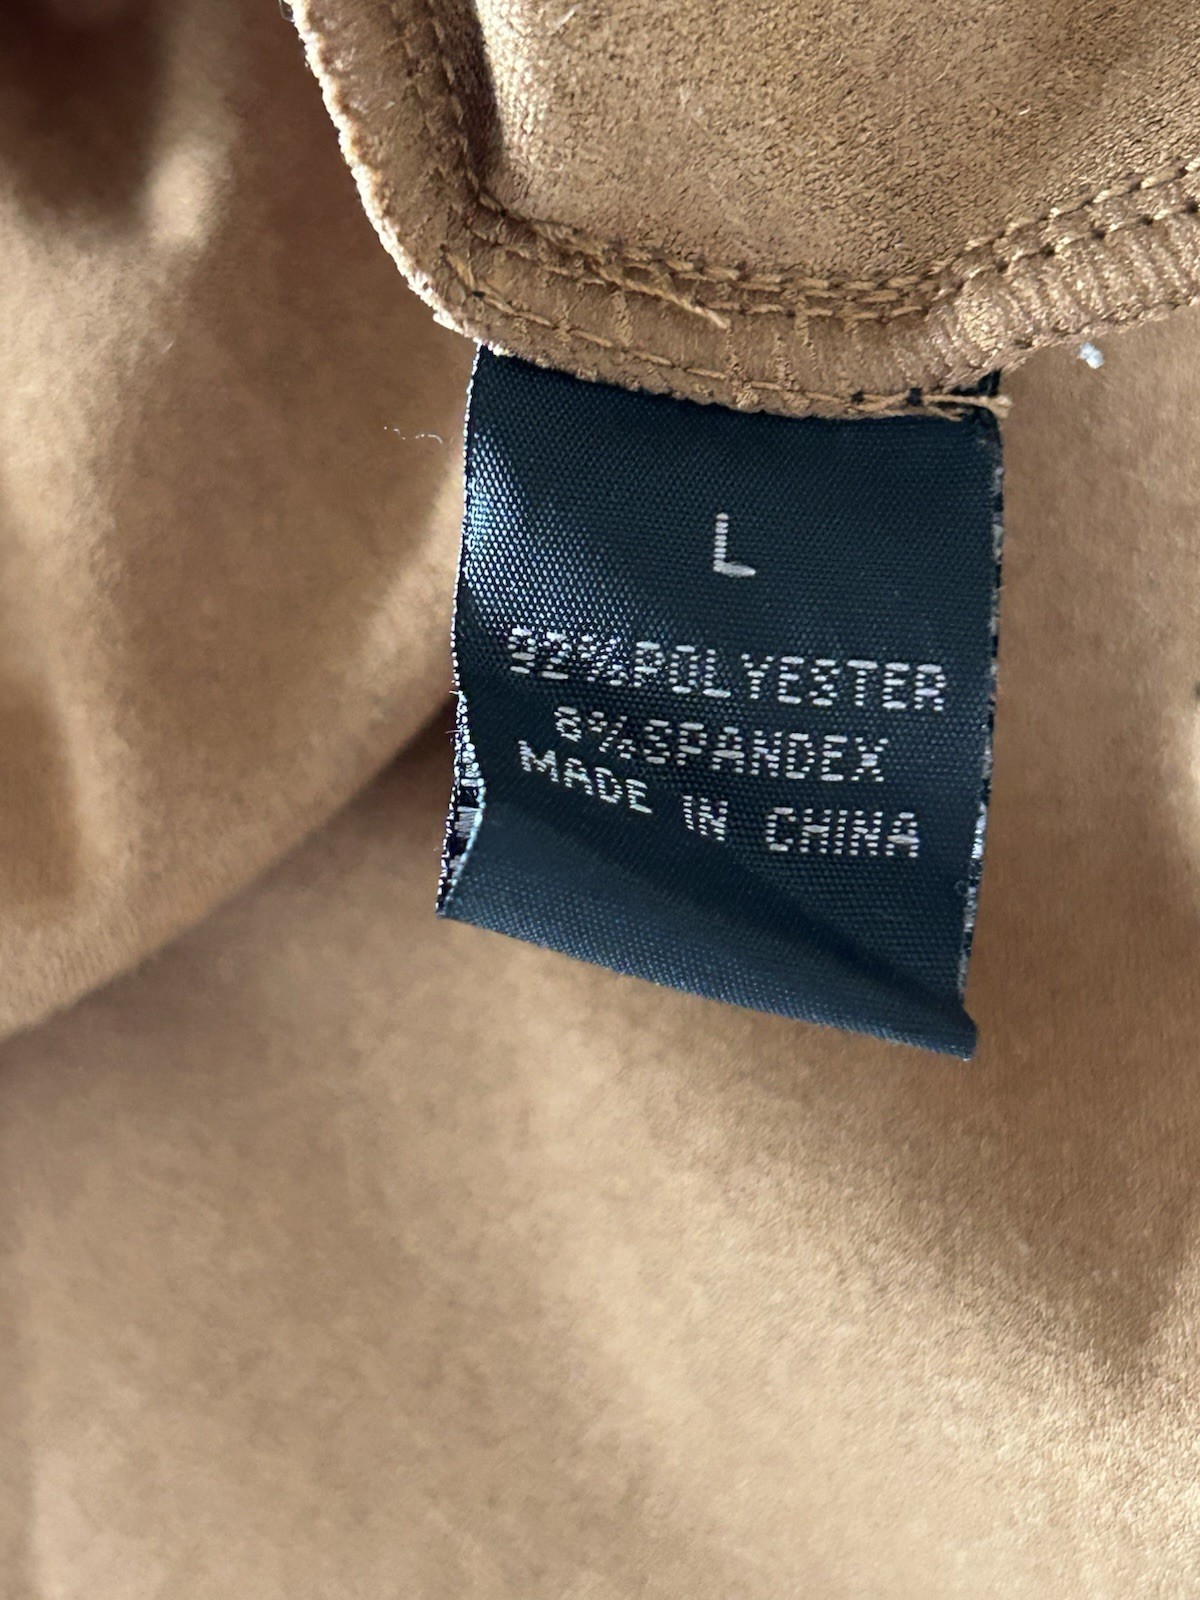 L
92%POLYESTER
8%SPANDEX
MADE IN CHINA